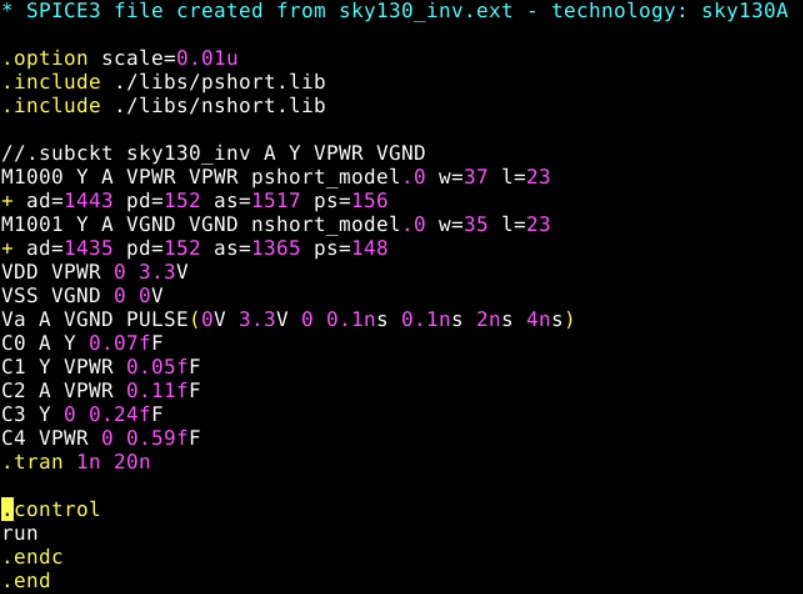 * SPICE3 file created from sky130_inv.ext - technology: sky130A
.option scale=0.01u
.include ./libs/pshort.lib
.include ./libs/nshort.lib
//.subckt sky130_inv A Y VPWR VGND
M1000 Y A VPWR VPWR pshort_model.0 w=37 l=23
+ ad=1443 pd=152 as=1517 ps=156
M1001 Y A VGND VGND nshort_model.0 w=35 l=23
+ ad=1435 pd=152 as=1365 ps=148
VDD VPWR 0 3.3V
VSS VGND 0 0V
Va A VGND PULSE(0V 3.3V 0 0.1ns 0.1ns 2ns 4ns)
C0 A Y 0.07fF
C1 Y VPWR 0.05fF
C2 A VPWR 0.11fF
C3 Y 0 0.24fF
C4 VPWR 0 0.59fF
.tran 1n 20n
.control
run
.endc
.end